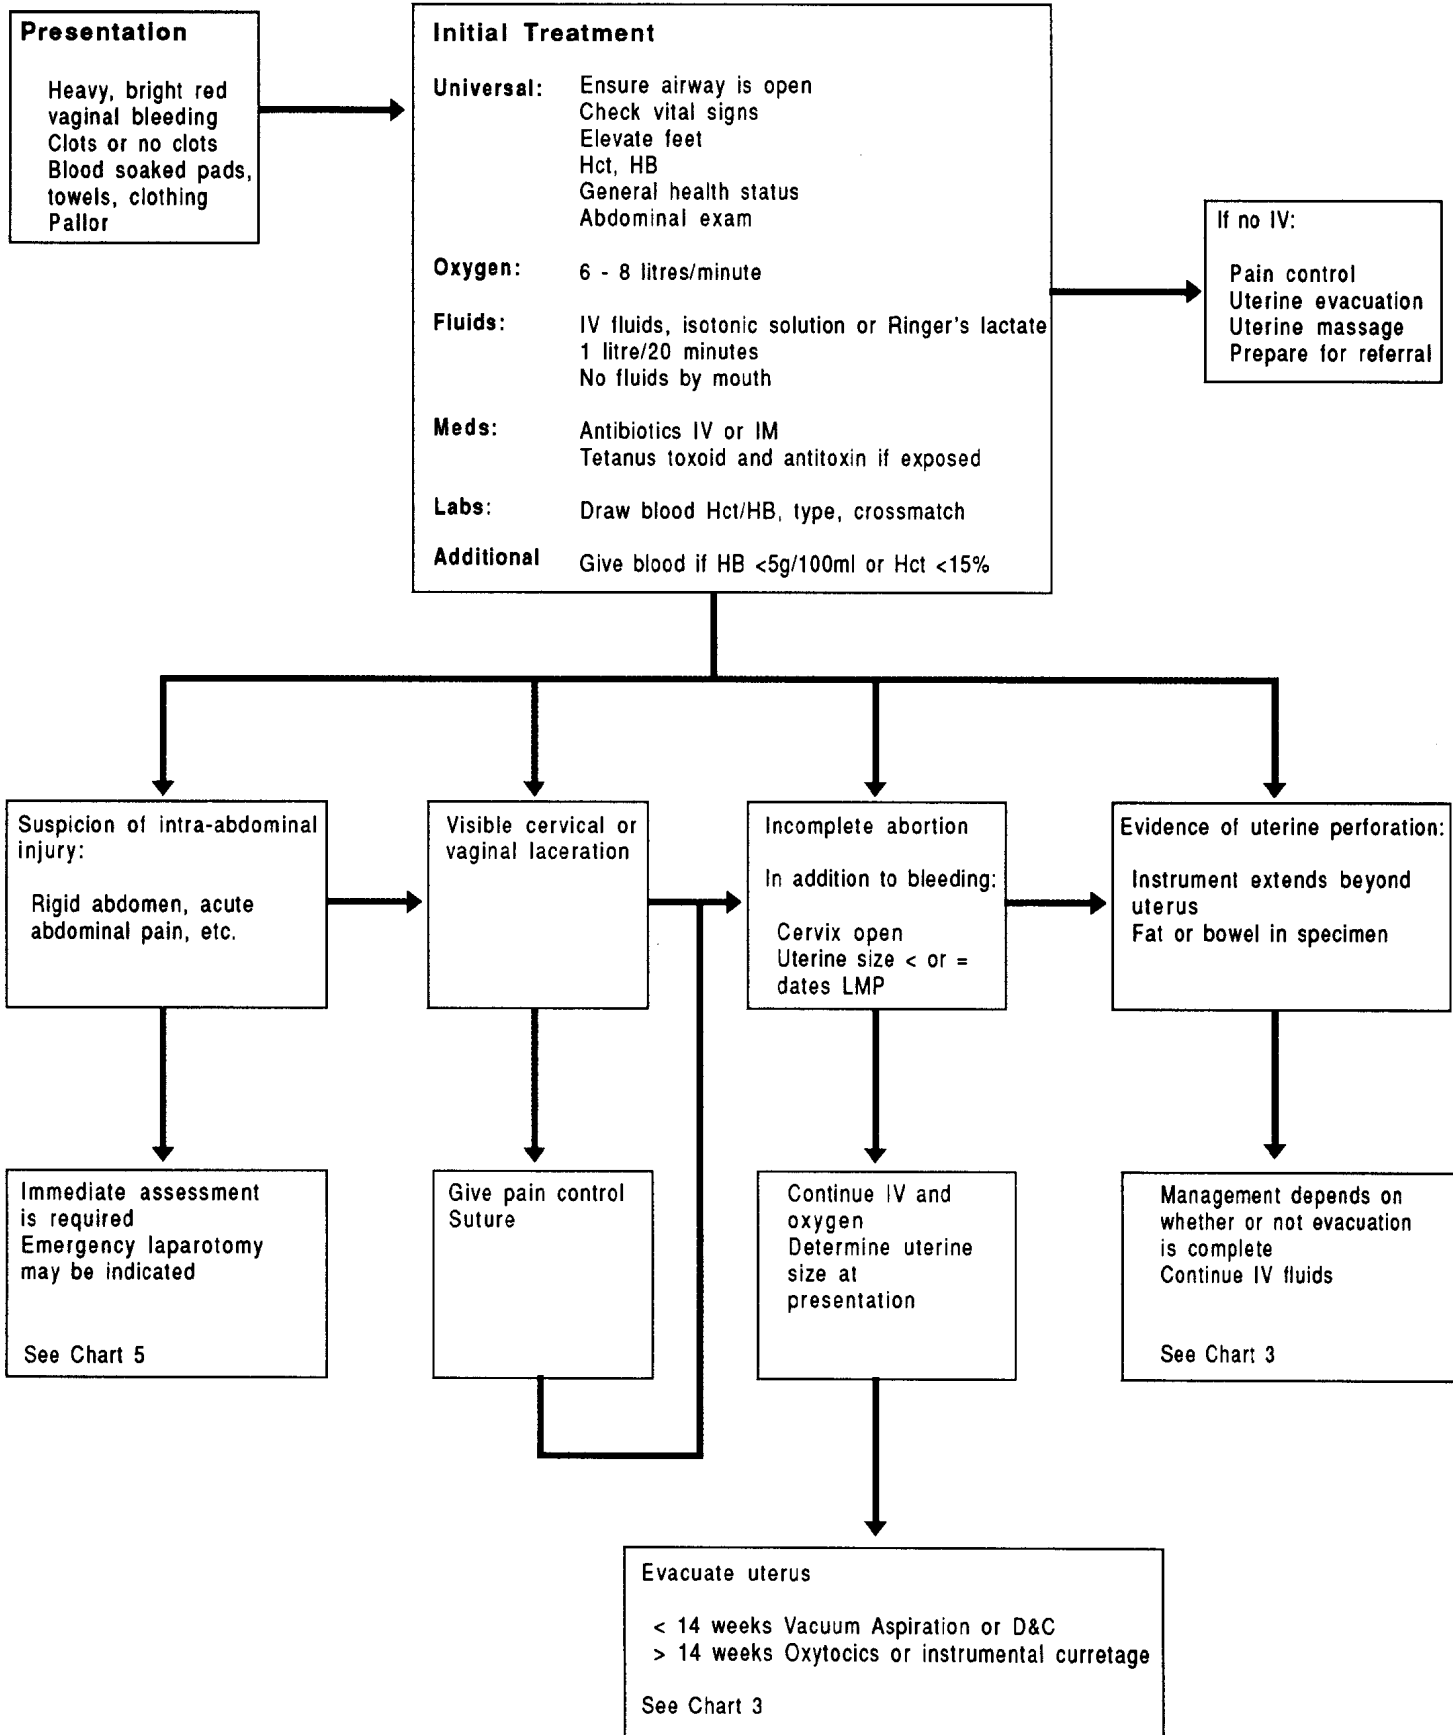 Presentation
Heavy, bright red
vaginal bleeding
Clots or no clots
Blood soaked pads,
towels, clothing
Pallor
Initial Treatment
Universal: Ensure airway is open
Check vital signs
Elevate feet
Hct, HB
General health status
Abdominal exam
Oxygen: 6 - 8 litres/minute
Fluids: IV fluids, isotonic solution or Ringer's lactate
1 litre/20 minutes
No fluids by mouth
Meds: Antibiotics IV or IM
Tetanus toxoid and antitoxin if exposed
Labs: Draw blood Hct/HB, type, crossmatch
Additional Give blood if HB <5g/100ml or Hct <15%
If no IV:
Pain control
Uterine evacuation
Uterine massage
Prepare for referral
Suspicion of intra-abdominal
injury:
Rigid abdomen, acute
abdominal pain, etc.
Visible cervical or
vaginal laceration
Incomplete abortion
In addition to bleeding:
Cervix open
Uterine size < or =
dates LMP
Evidence of uterine perforation:
Instrument extends beyond
uterus
Fat or bowel in specimen
Immediate assessment
is required
Emergency laparotomy
may be indicated
See Chart 5
Give pain control
Suture
Continue IV and
oxygen
Determine uterine
size at
presentation
Management depends on
whether or not evacuation
is complete
Continue IV fluids
See Chart 3
Evacuate uterus
< 14 weeks Vacuum Aspiration or D&C
> 14 weeks Oxytocics or instrumental curretage
See Chart 3